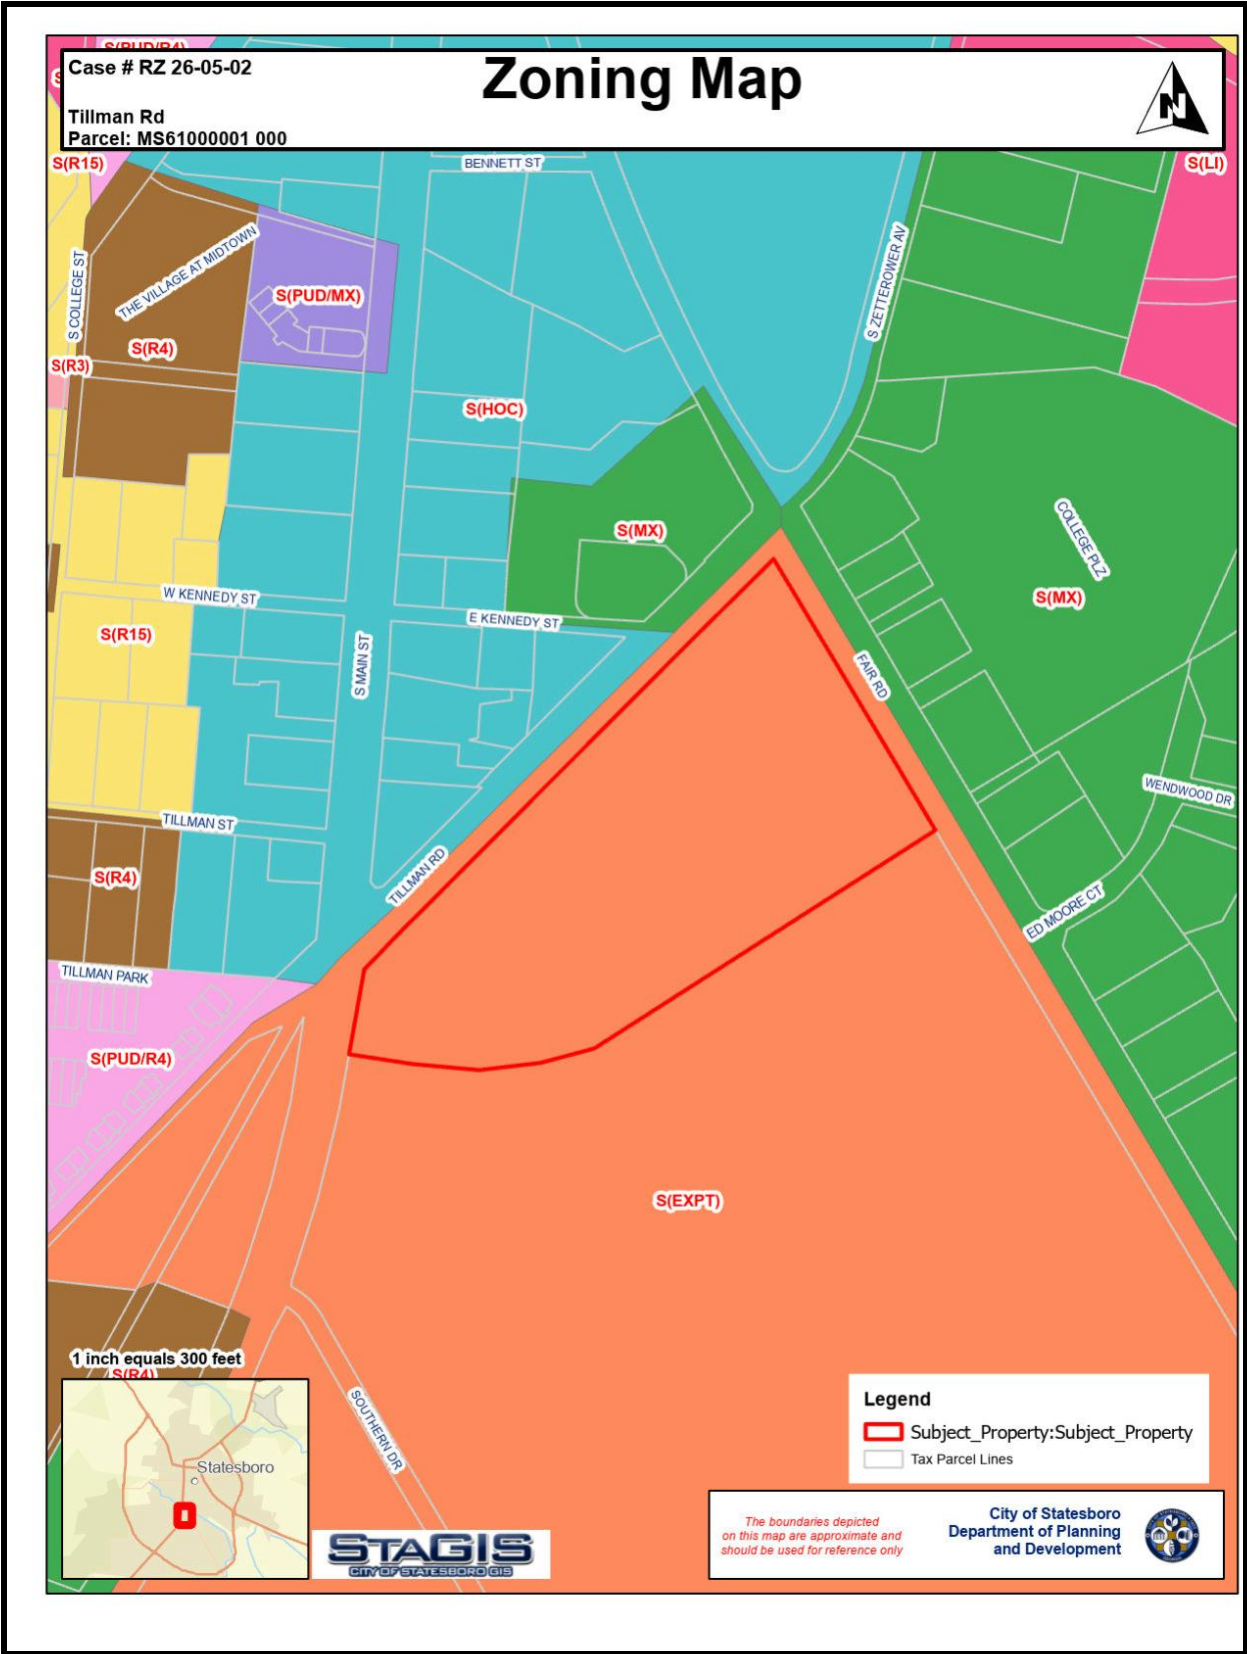 S(PUD/R4)
Case # RZ 26-05-02
Zoning Map
Tillman Rd
Parcel: MS61000001 000
N
BENNETT ST
S(R15)
S(LI)
THE VILLAGE AT MIDTOWN
S COLLEGE ST
S ZETTEROWER AV
S(PUD/MX)
S(R4)
S(R3)
S(HOC)
S(MX)
COLLEGE PLZ
S(MX)
W KENNEDY ST
E KENNEDY ST
S(R15)
S MAIN ST
FAIR RD
WENDWOOD DR
TILLMAN ST
TILLMAN RD
S(R4)
ED MOORE CT
TILLMAN PARK
S(PUD/R4)
S(EXPT)
1 inch equals 300 feet
S(R4)
SOUTHERN DR
Statesboro
Legend
Subject_Property:Subject_Property
Tax Parcel Lines
STAGIS
CITY OF STATESBORO GIS
The boundaries depicted
on this map are approximate and
should be used for reference only
City of Statesboro
Department of Planning
and Development